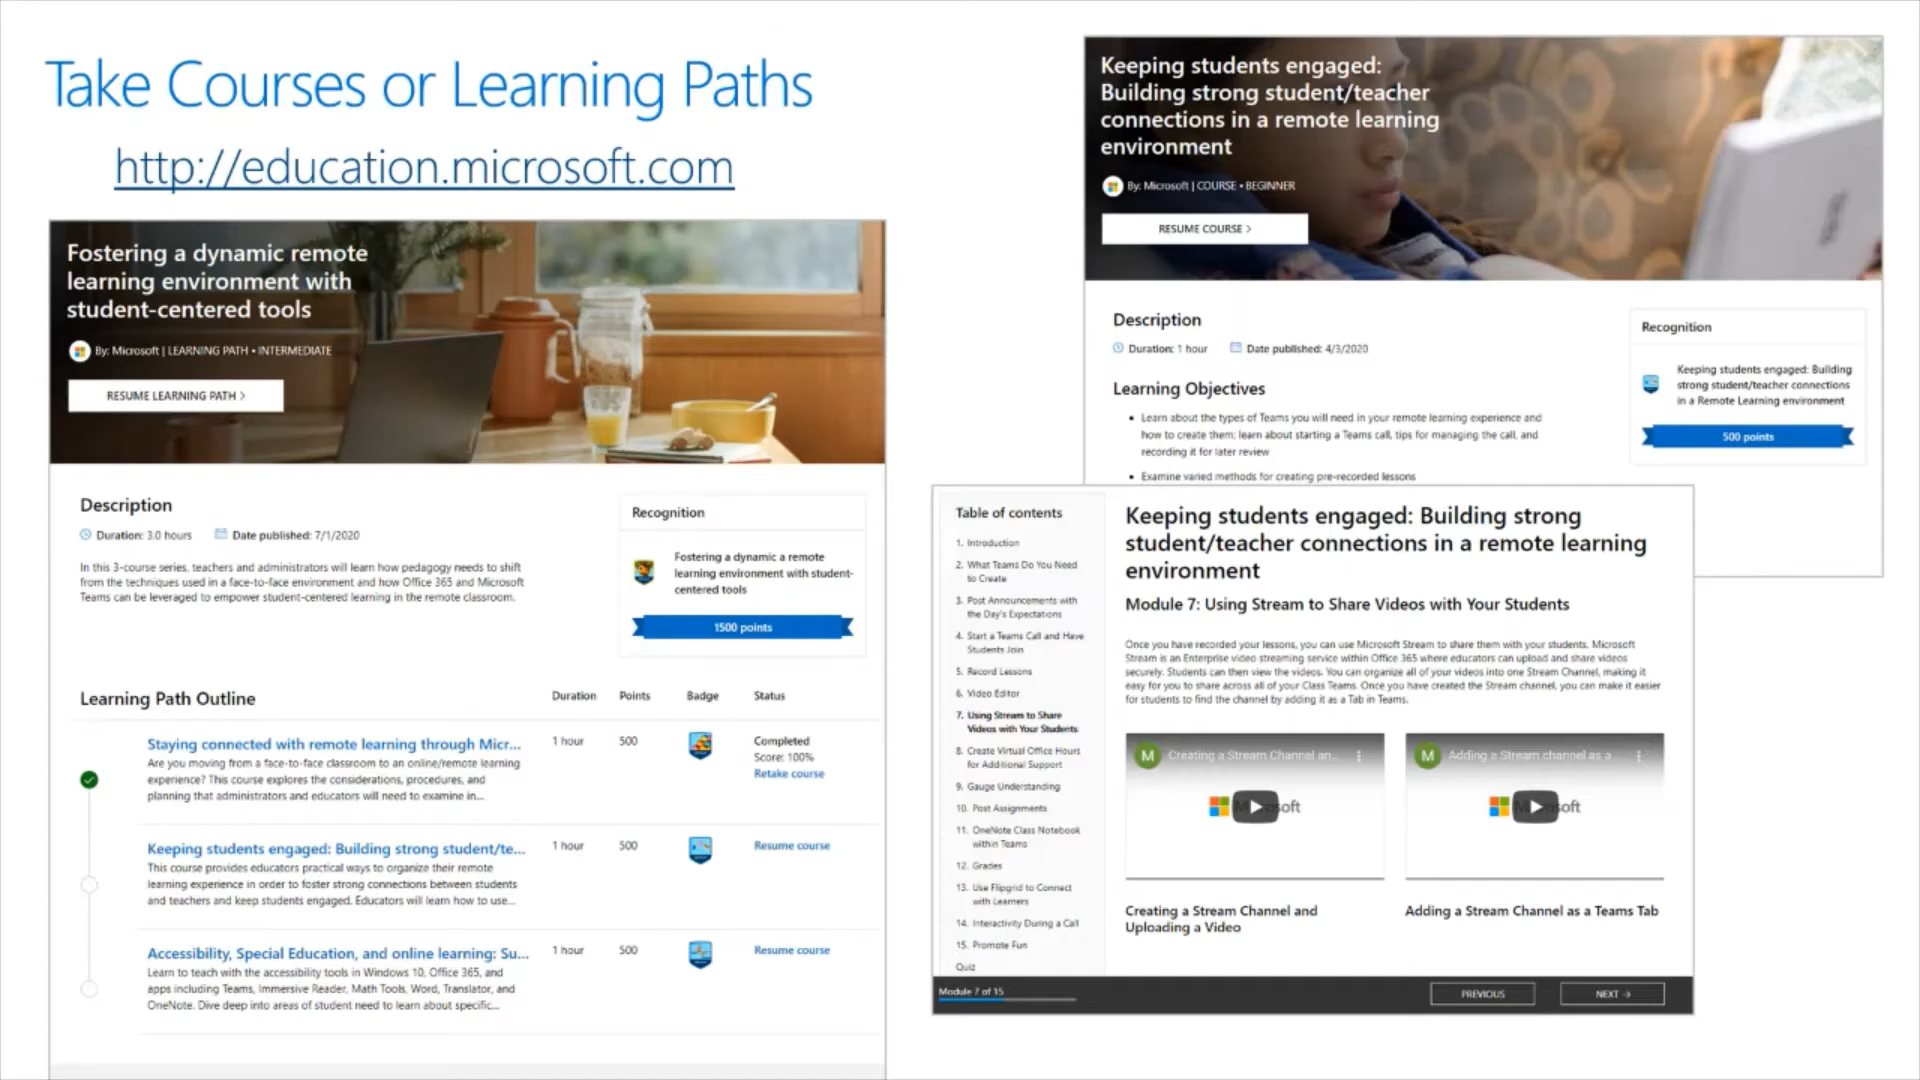 Take Courses or Learning Paths
http://education.microsoft.com
Fostering a dynamic remote
learning environment with
student-centered tools
By: Microsoft | LEARNING PATH • INTERMEDIATE
RESUME LEARNING PATH >
Description
Duration: 3.0 hours Date published: 7/1/2020
In this 3-course series, teachers and administrators will learn how pedagogy needs to shift
from the techniques used in a face-to-face environment and how Office 365 and Microsoft
Teams can be leveraged to empower student-centered learning in the remote classroom.
Recognition
Fostering a dynamic a remote
learning environment with student-
centered tools
1500 points
Learning Path Outline Duration Points Badge Status
Staying connected with remote learning through Micr...
Are you moving from a face-to-face classroom to an online/remote learning
experience? This course explores the considerations, procedures, and
planning that administrators and educators will need to examine in...
1 hour 500
Completed
Score: 100%
Retake course
Keeping students engaged: Building strong student/te...
This course provides educators practical ways to organize their remote
learning experience in order to foster strong connections between students
and teachers and keep students engaged. Educators will learn how to use...
1 hour 500 Resume course
Accessibility, Special Education, and online learning: Su...
Learn to teach with the accessibility tools in Windows 10, Office 365, and
apps including Teams, Immersive Reader, Math Tools, Word, Translator, and
OneNote. Dive deep into areas of student need to learn about specific...
1 hour 500 Resume course
Keeping students engaged:
Building strong student/teacher
connections in a remote learning
environment
By: Microsoft | COURSE • BEGINNER
RESUME COURSE >
Description
Duration: 1 hour Date published: 4/3/2020
Learning Objectives
• Learn about the types of Teams you will need in your remote learning experience and
how to create them; learn about starting a Teams call, tips for managing the call, and
recording it for later review
• Examine varied methods for creating pre-recorded lessons
Recognition
Keeping students engaged: Building
strong student/teacher connections
in a Remote Learning environment
500 points
Table of contents
1. Introduction
2. What Teams Do You Need
to Create
3. Post Announcements with
the Day's Expectations
4. Start a Teams Call and Have
Students Join
5. Record Lessons
6. Video Editor
7. Using Stream to Share
Videos with Your Students
8. Create Virtual Office Hours
for Additional Support
9. Gauge Understanding
10. Post Assignments
11. OneNote Class Notebook
within Teams
12. Grades
13. Use Flipgrid to Connect
with Learners
14. Interactivity During a Call
15. Promote Fun
Quiz
Keeping students engaged: Building strong
student/teacher connections in a remote learning
environment
Module 7: Using Stream to Share Videos with Your Students
Once you have recorded your lessons, you can use Microsoft Stream to share them with your students. Microsoft
Stream is an Enterprise video streaming service within Office 365 where educators can upload and share videos
securely. Students can then view the videos. You can organize all of your videos into one Stream Channel, making it
easy for you to share across all of your Class Teams. Once you have created the Stream channel, you can make it easier
for students to find the channel by adding it as a Tab in Teams.
M Creating a Stream Channel an...
M Adding a Stream channel as a
Creating a Stream Channel and
Uploading a Video
Adding a Stream Channel as a Teams Tab
Module 7 of 15
PREVIOUS
NEXT →